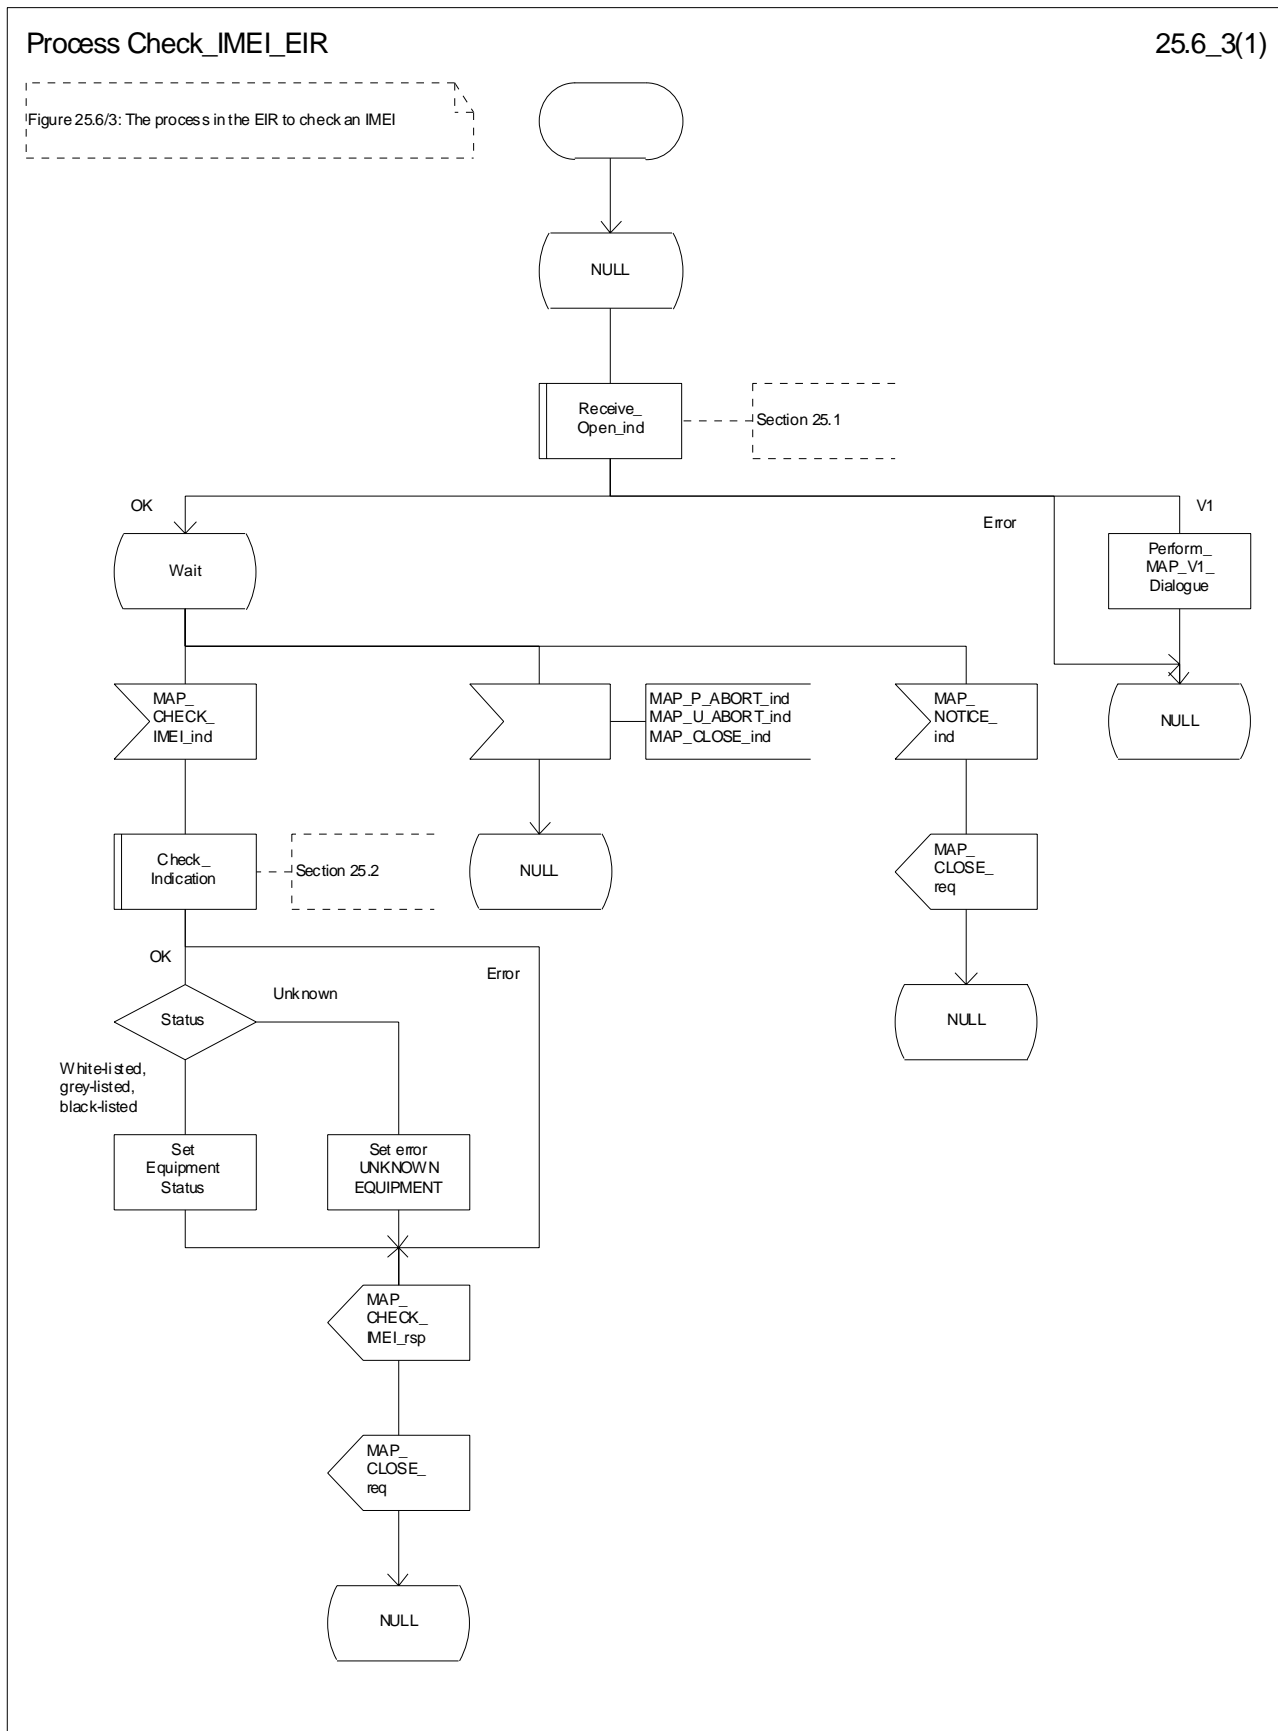 Process Check_IMEI_EIR
25.6_3(1)
Figure 25.6/3: The process in the EIR to check an IMEI
NULL
Receive_
Open_ind
Section 25.1
OK
Error
V1
Wait
Perform_
MAP_V1_
Dialogue
MAP_
CHECK_
IMEI_ind
MAP_P_ABORT_ind
MAP_U_ABORT_ind
MAP_CLOSE_ind
MAP_
NOTICE_
ind
NULL
Check_
Indication
Section 25.2
NULL
MAP_
CLOSE_
req
OK
Error
Unknown
Status
NULL
White-listed,
grey-listed,
black-listed
Set
Equipment
Status
Set error
UNKNOWN
EQUIPMENT
MAP_
CHECK_
IMEI_rsp
MAP_
CLOSE_
req
NULL